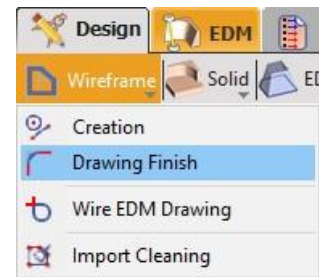 Design EDM
Wireframe Solid
Creation
Drawing Finish
Wire EDM Drawing
Import Cleaning